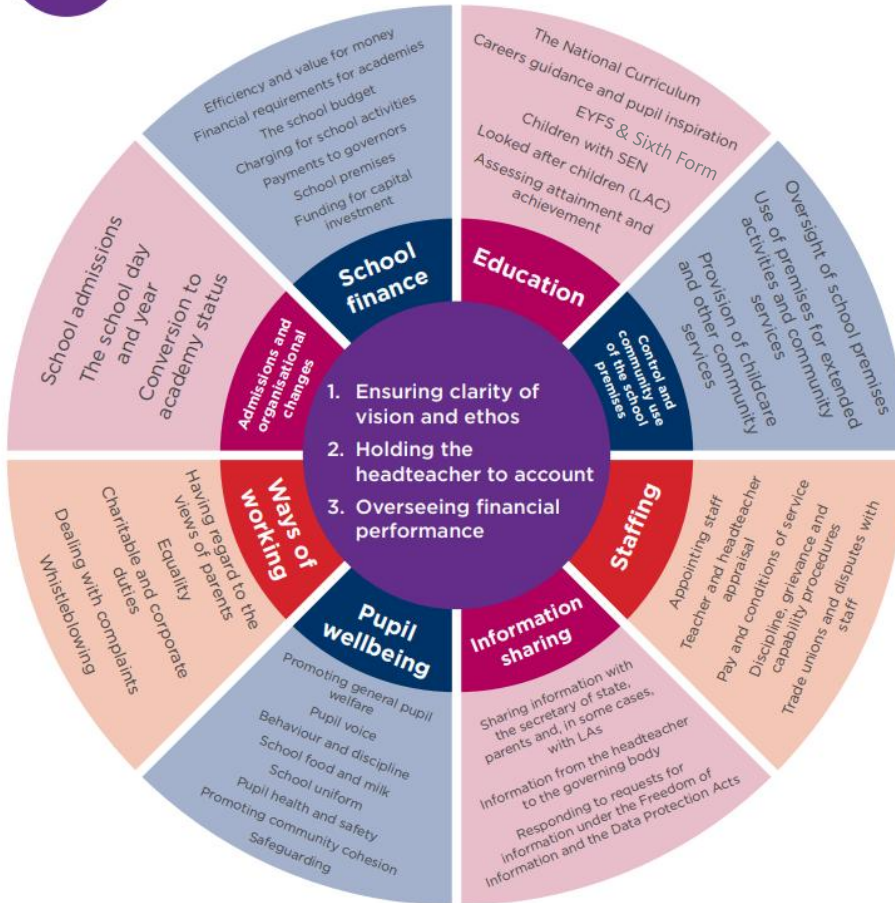 Efficiency and value for money
Financial requirements for academies
The school budget
Charging for school activities
Payments to governors
School premises
Funding for capital
investment
School
finance
The National Curriculum
Careers guidance and pupil inspiration
EYFS & Sixth Form
Children with SEN
Looked after children (LAC)
Assessing attainment and
achievement
Education
Oversight of school premises
Use of premises for extended
activities and community
services
Provision of childcare
and other community
services
Control and
community use
of the school
premises
Appointing staff
Teacher and headteacher
appraisal
Pay and conditions of service
Discipline, grievance and
capability procedures
Trade unions and disputes with
staff
Staffing
Information
sharing
Sharing information with
the secretary of state,
parents and, in some cases,
with LAs
Information from the headteacher
to the governing body
Responding to requests for
information under the Freedom of
Information and the Data Protection Acts
Pupil
wellbeing
Promoting general pupil
welfare
Pupil voice
Behaviour and discipline
School food and milk
School uniform
Pupil health and safety
Promoting community cohesion
Safeguarding
Ways of
working
Having regard to the
views of parents
Equality
Charitable and corporate
duties
Dealing with complaints
Whistleblowing
School admissions
The school day
and year
Conversion to
academy status
Admissions and
organisational
changes
1. Ensuring clarity of
vision and ethos
2. Holding the
headteacher to account
3. Overseeing financial
performance